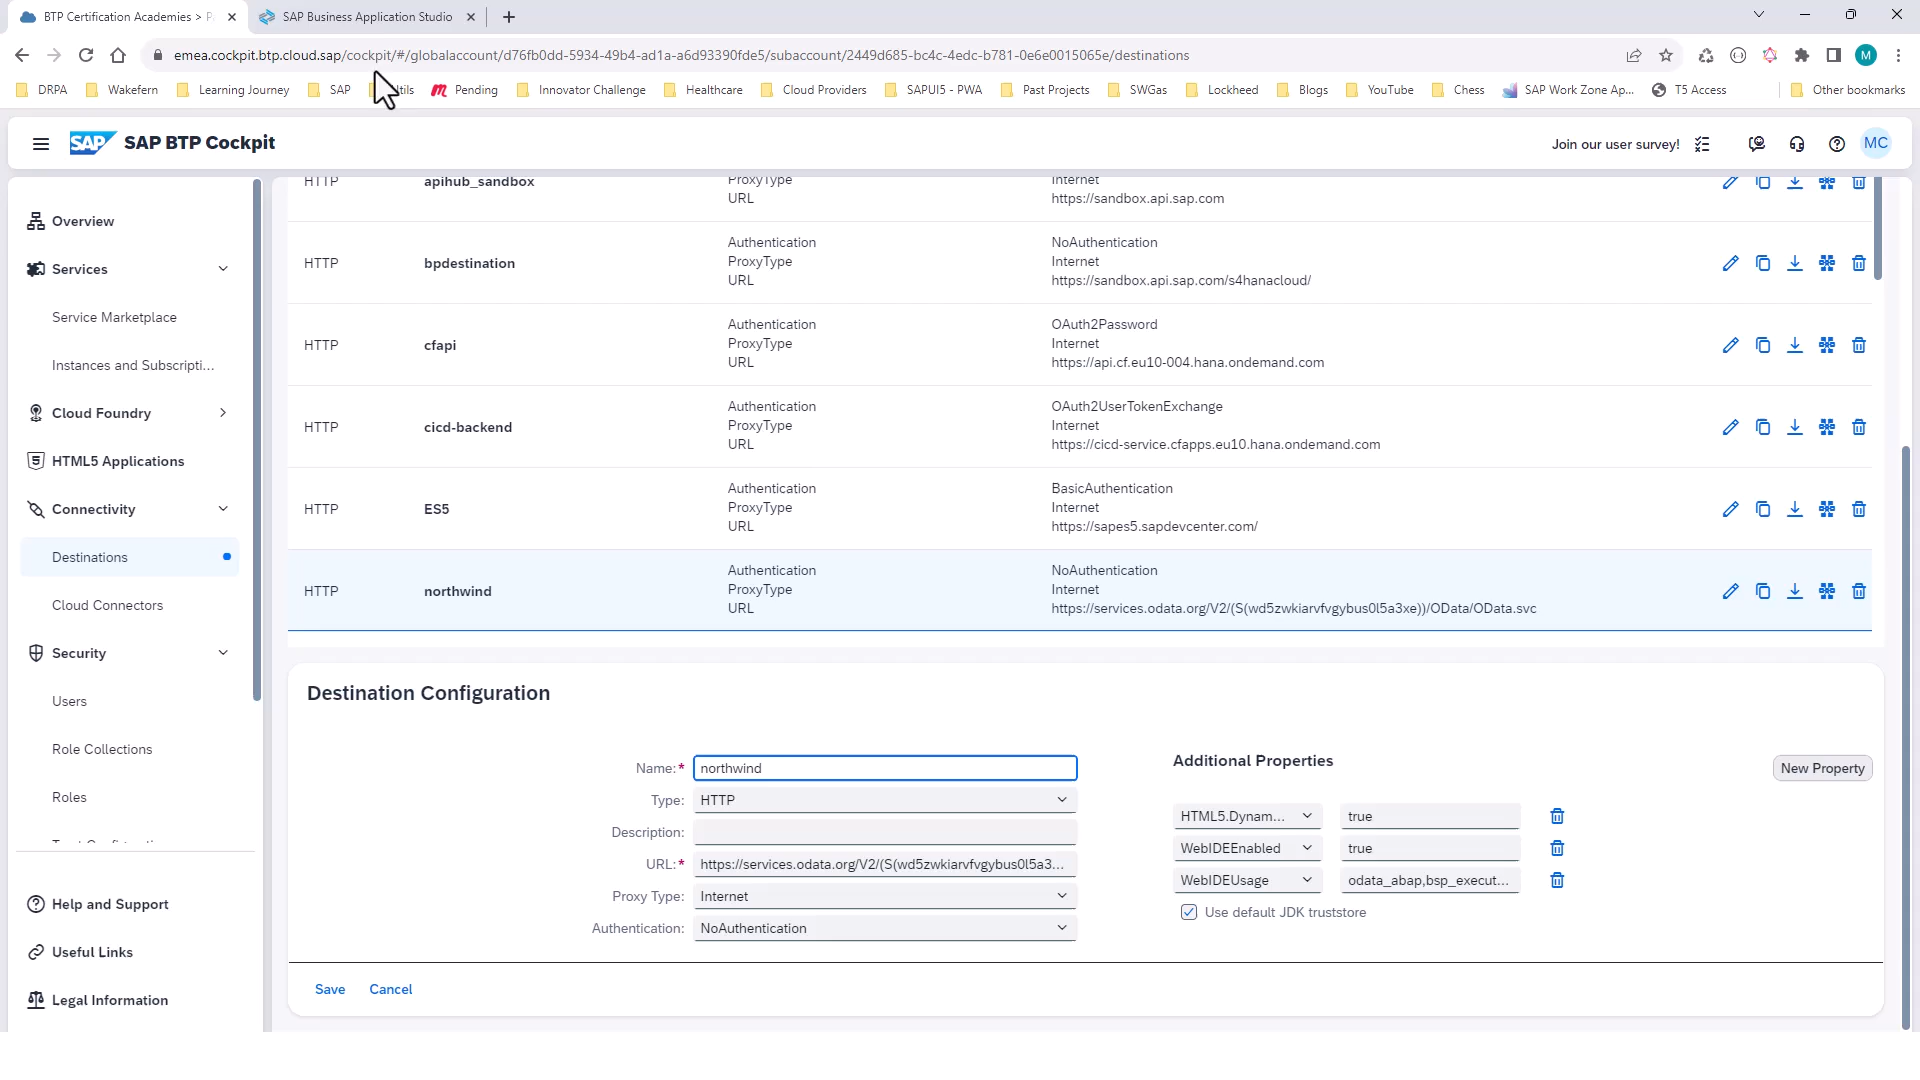 BTP Certification Academies > P
SAP Business Application Studio
emea.cockpit.btp.cloud.sap/cockpit/#/globalaccount/d76fb0dd-5934-49b4-ad1a-a6d93390fde5/subaccount/2449d685-bc4c-4edc-b781-0e6e0015065e/destinations
M
DRPA
Wakefern
Learning Journey
SAP
Pending
Innovator Challenge
Healthcare
Cloud Providers
SAPUI5 - PWA
Past Projects
SWGas
Lockheed
Blogs
YouTube
Chess
SAP Work Zone Ap...
T5 Access
Other bookmarks
SAP
SAP BTP Cockpit
Join our user survey!
MC
Overview
Services
Service Marketplace
Instances and Subscripti...
Cloud Foundry
HTML5 Applications
Connectivity
Destinations
Cloud Connectors
Security
Users
Role Collections
Roles
Help and Support
Useful Links
Legal Information
HTTP apihub_sandbox ProxyType Internet
URL https://sandbox.api.sap.com
Authentication NoAuthentication
HTTP bpdestination ProxyType Internet
URL https://sandbox.api.sap.com/s4hanacloud/
Authentication OAuth2Password
HTTP cfapi ProxyType Internet
URL https://api.cf.eu10-004.hana.ondemand.com
Authentication OAuth2UserTokenExchange
HTTP cicd-backend ProxyType Internet
URL https://cicd-service.cfapps.eu10.hana.ondemand.com
Authentication BasicAuthentication
HTTP ES5 ProxyType Internet
URL https://sapes5.sapdevcenter.com/
Authentication NoAuthentication
HTTP northwind ProxyType Internet
URL https://services.odata.org/V2/(S(wd5zwkiarvfvgybus0l5a3xe))/OData/OData.svc
Destination Configuration
Name:* northwind
Type: HTTP
Description:
URL:* https://services.odata.org/V2/(S(wd5zwkiarvfvgybus0l5a3...
Proxy Type: Internet
Authentication: NoAuthentication
Additional Properties
New Property
HTML5.Dynam... true
WebIDEEnabled true
WebIDEUsage odata_abap,bsp_execut...
Use default JDK truststore
Save Cancel